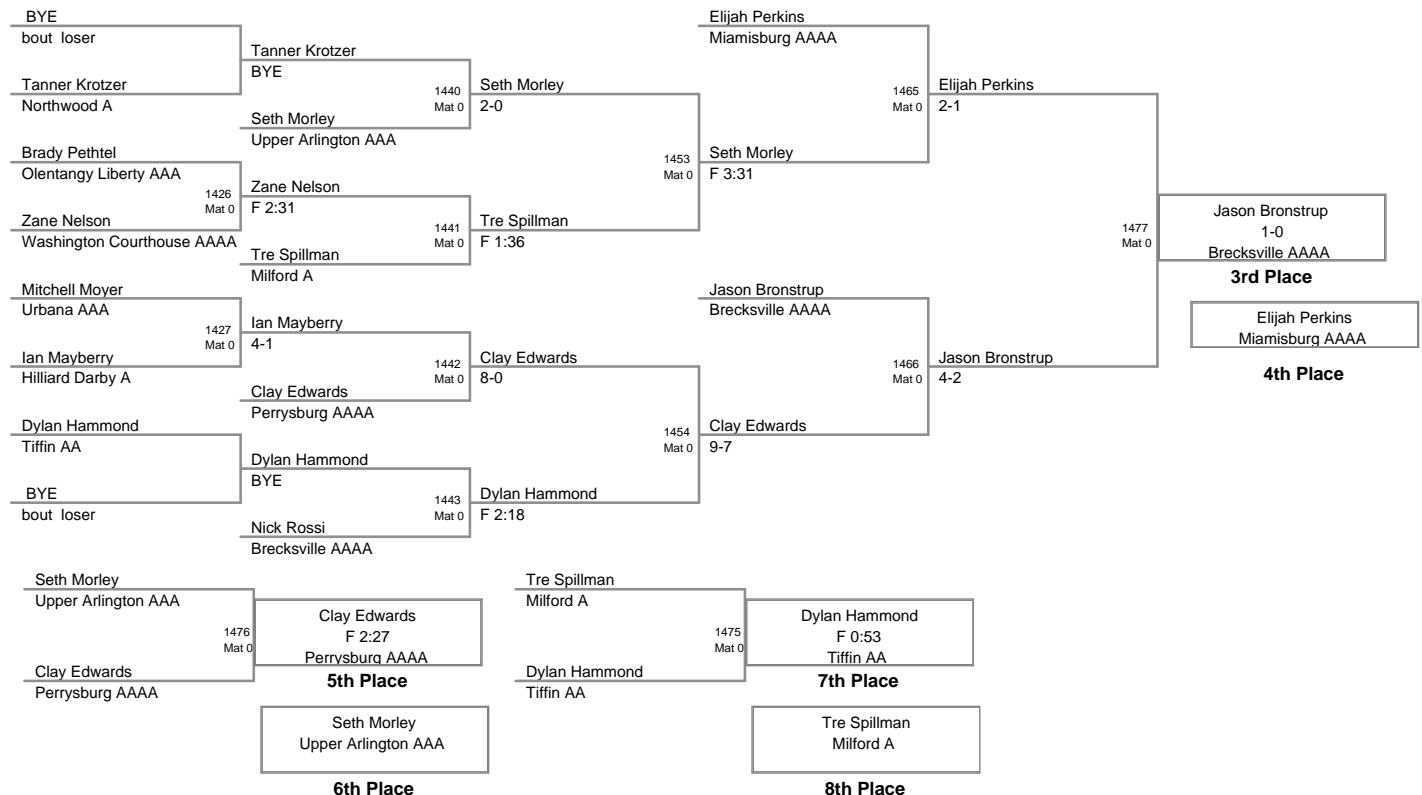 BYE
bout loser
Tanner Krotzer
Northwood A
Brady Pethtel
Olentangy Liberty AAA
1426
Mat 0
Zane Nelson
Washington Courthouse AAAA
Mitchell Moyer
Urbana AAA
1427
Mat 0
Ian Mayberry
Hilliard Darby A
Dylan Hammond
Tiffin AA
BYE
bout loser
Tanner Krotzer
BYE
1440
Mat 0
Seth Morley
Upper Arlington AAA
Zane Nelson
F 2:31
1441
Mat 0
Tre Spillman
Milford A
Ian Mayberry
4-1
1442
Mat 0
Clay Edwards
Perrysburg AAAA
Dylan Hammond
BYE
1443
Mat 0
Nick Rossi
Brecksville AAAA
Seth Morley
2-0
1453
Mat 0
Tre Spillman
F 1:36
Clay Edwards
8-0
1454
Mat 0
Dylan Hammond
F 2:18
Elijah Perkins
Miamisburg AAAA
1465
Mat 0
Seth Morley
F 3:31
Jason Bronstrup
Brecksville AAAA
1466
Mat 0
Clay Edwards
9-7
Elijah Perkins
2-1
1477
Mat 0
Jason Bronstrup
4-2
Jason Bronstrup
1-0
Brecksville AAAA
3rd Place
Elijah Perkins
Miamisburg AAAA
4th Place
Seth Morley
Upper Arlington AAA
1476
Mat 0
Clay Edwards
Perrysburg AAAA
Clay Edwards
F 2:27
Perrysburg AAAA
5th Place
Seth Morley
Upper Arlington AAA
6th Place
Tre Spillman
Milford A
1475
Mat 0
Dylan Hammond
Tiffin AA
Dylan Hammond
F 0:53
Tiffin AA
7th Place
Tre Spillman
Milford A
8th Place